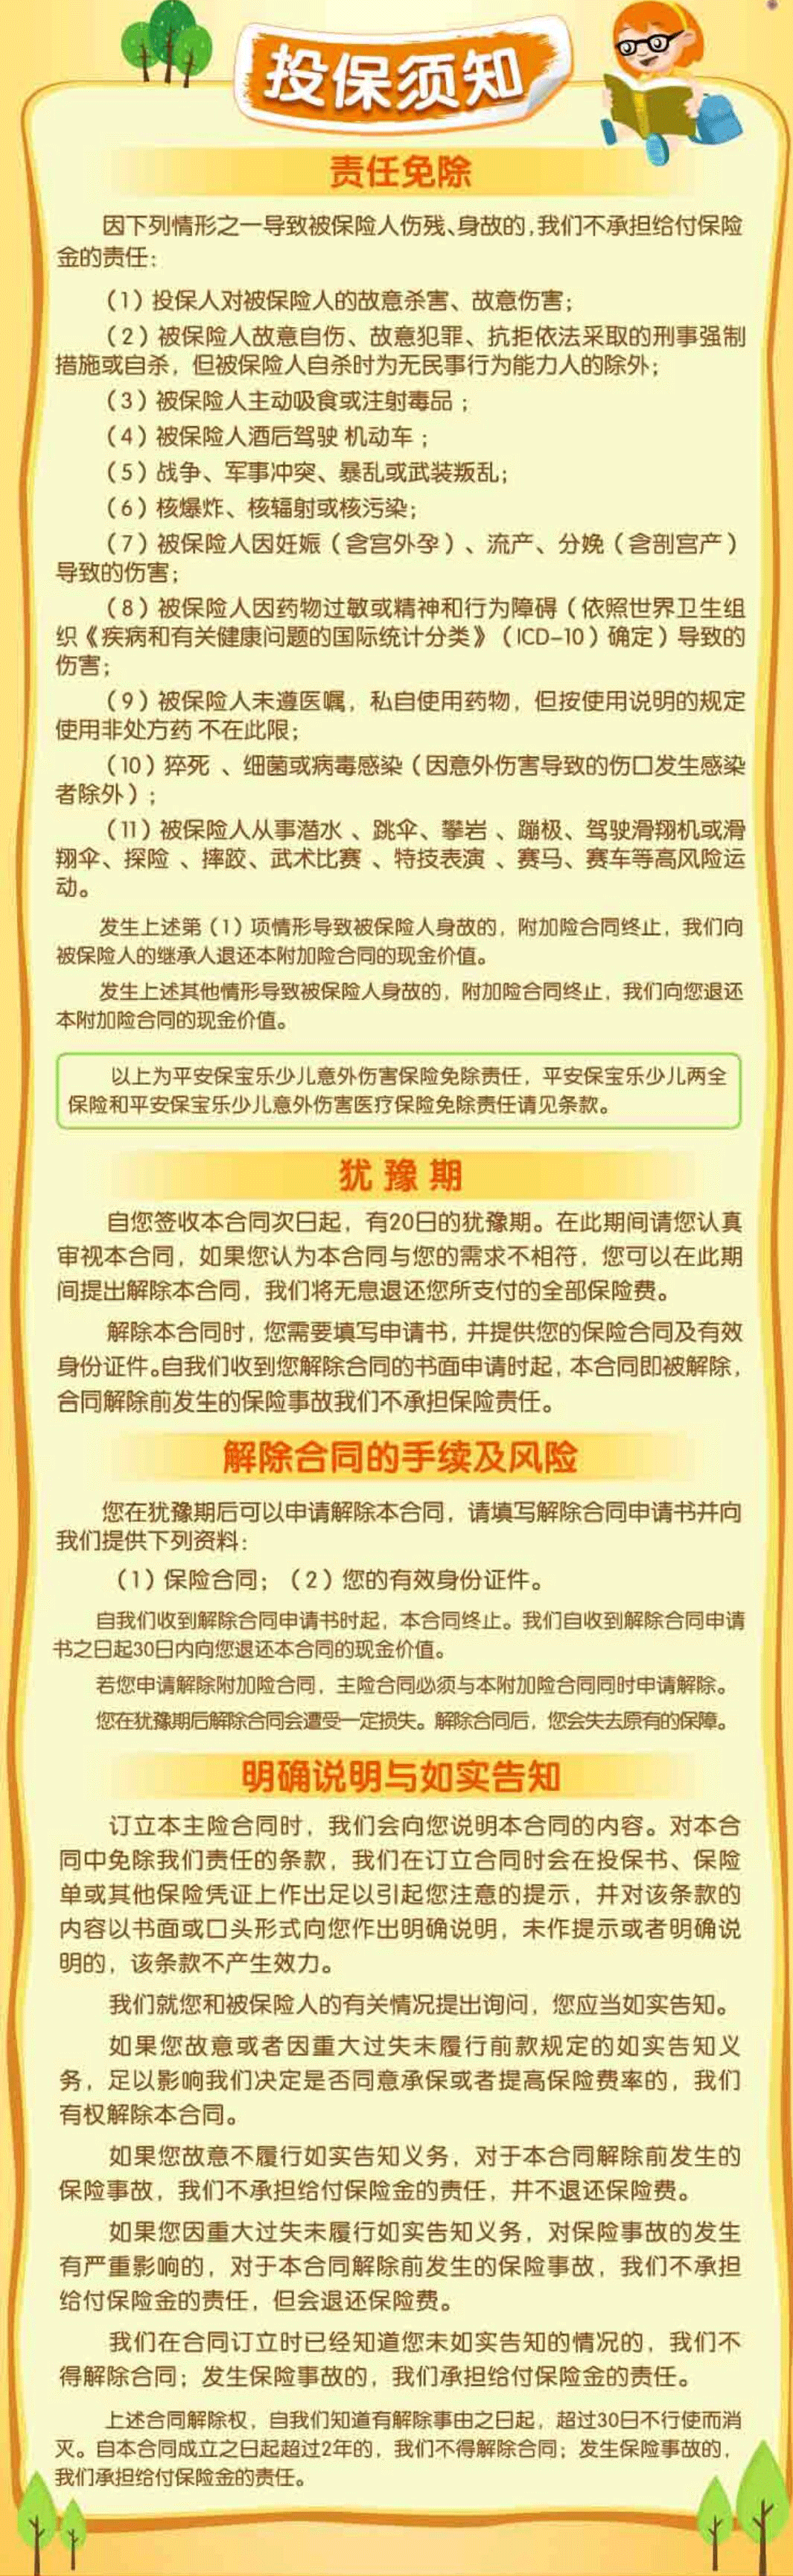 投保须知
责任免除
因下列情形之一导致被保险人伤残、身故的,我们不承担给付保险
金的责任:
(1)投保人对被保险人的故意杀害、故意伤害;
(2)被保险人故意自伤、故意犯罪、抗拒依法采取的刑事强制
措施或自杀，但被保险人自杀时为无民事行为能力人的除外;
(3)被保险人主动吸食或注射毒品;
(4)被保险人酒后驾驶 机动车;
(5)战争、军事冲突、暴乱或武装叛乱;
(6)核爆炸、核辐射或核污染;
(7)被保险人因妊娠(含宫外孕)、流产、分娩(含剖宫产)
导致的伤害;
(8)被保险人因药物过敏或精神和行为障碍(依照世界卫生组
织《疾病和有关健康问题的国际统计分类》(ICD-10)确定)导致的
伤害;
(9)被保险人未遵医嘱，私自使用药物，但按使用说明的规定
使用非处方药 不在此限;
(10)猝死 、细菌或病毒感染(因意外伤害导致的伤口发生感染
者除外);
(11)被保险人从事潜水 、跳伞、攀岩 、蹦极、驾驶滑翔机或滑
翔伞、探险 、摔跤、武术比赛 、特技表演 、赛马、赛车等高风险运
动。
发生上述第(1)项情形导致被保险人身故的，附加险合同终止，我们向
被保险人的继承人退还本附加险合同的现金价值。
发生上述其他情形导致被保险人身故的，附加险合同终止，我们向您退还
本附加险合同的现金价值。
以上为平安保宝乐少儿意外伤害保险免除责任，平安保宝乐少儿两全
保险和平安保宝乐少儿意外伤害医疗保险免除责任请见条款。
犹豫期
自您签收本合同次日起，有20日的犹豫期。在此期间请您认真
审视本合同，如果您认为本合同与您的需求不相符，您可以在此期
间提出解除本合同，我们将无息退还您所支付的全部保险费。
解除本合同时,您需要填写申请书,并提供您的保险合同及有效
身份证件。自我们收到您解除合同的书面申请时起,本合同即被解除,
合同解除前发生的保险事故我们不承担保险责任。
解除合同的手续及风险
您在犹豫期后可以申请解除本合同，请填写解除合同申请书并向
我们提供下列资料:
(1)保险合同;(2)您的有效身份证件。
自我们收到解除合同申请书时起，本合同终止。我们自收到解除合同申请
书之日起30日内向您退还本合同的现金价值。
若您申请解除附加险合同，主险合同必须与本附加险合同同时申请解除。
您在犹豫期后解除合同会遭受一定损失。解除合同后，您会失去原有的保障。
明确说明与如实告知
订立本主险合同时，我们会向您说明本合同的内容。对本合
同中免除我们责任的条款，我们在订立合同时会在投保书、保险
单或其他保险凭证上作出足以引起您注意的提示，并对该条款的
内容以书面或口头形式向您作出明确说明，未作提示或者明确说
明的，该条款不产生效力。
我们就您和被保险人的有关情况提出询问，您应当如实告知。
如果您故意或者因重大过失未履行前款规定的如实告知义
务，足以影响我们决定是否同意承保或者提高保险费率的，我们
有权解除本合同。
如果您故意不履行如实告知义务，对于本合同解除前发生的
保险事故，我们不承担给付保险金的责任，并不退还保险费。
如果您因重大过失未履行如实告知义务，对保险事故的发生
有严重影响的，对于本合同解除前发生的保险事故，我们不承担
给付保险金的责任，但会退还保险费。
我们在合同订立时已经知道您未如实告知的情况的，我们不
得解除合同;发生保险事故的，我们承担给付保险金的责任。
上述合同解除权，自我们知道有解除事由之日起，超过30日不行使而消
灭。自本合同成立之日起超过2年的，我们不得解除合同;发生保险事故的，
我们承担给付保险金的责任。